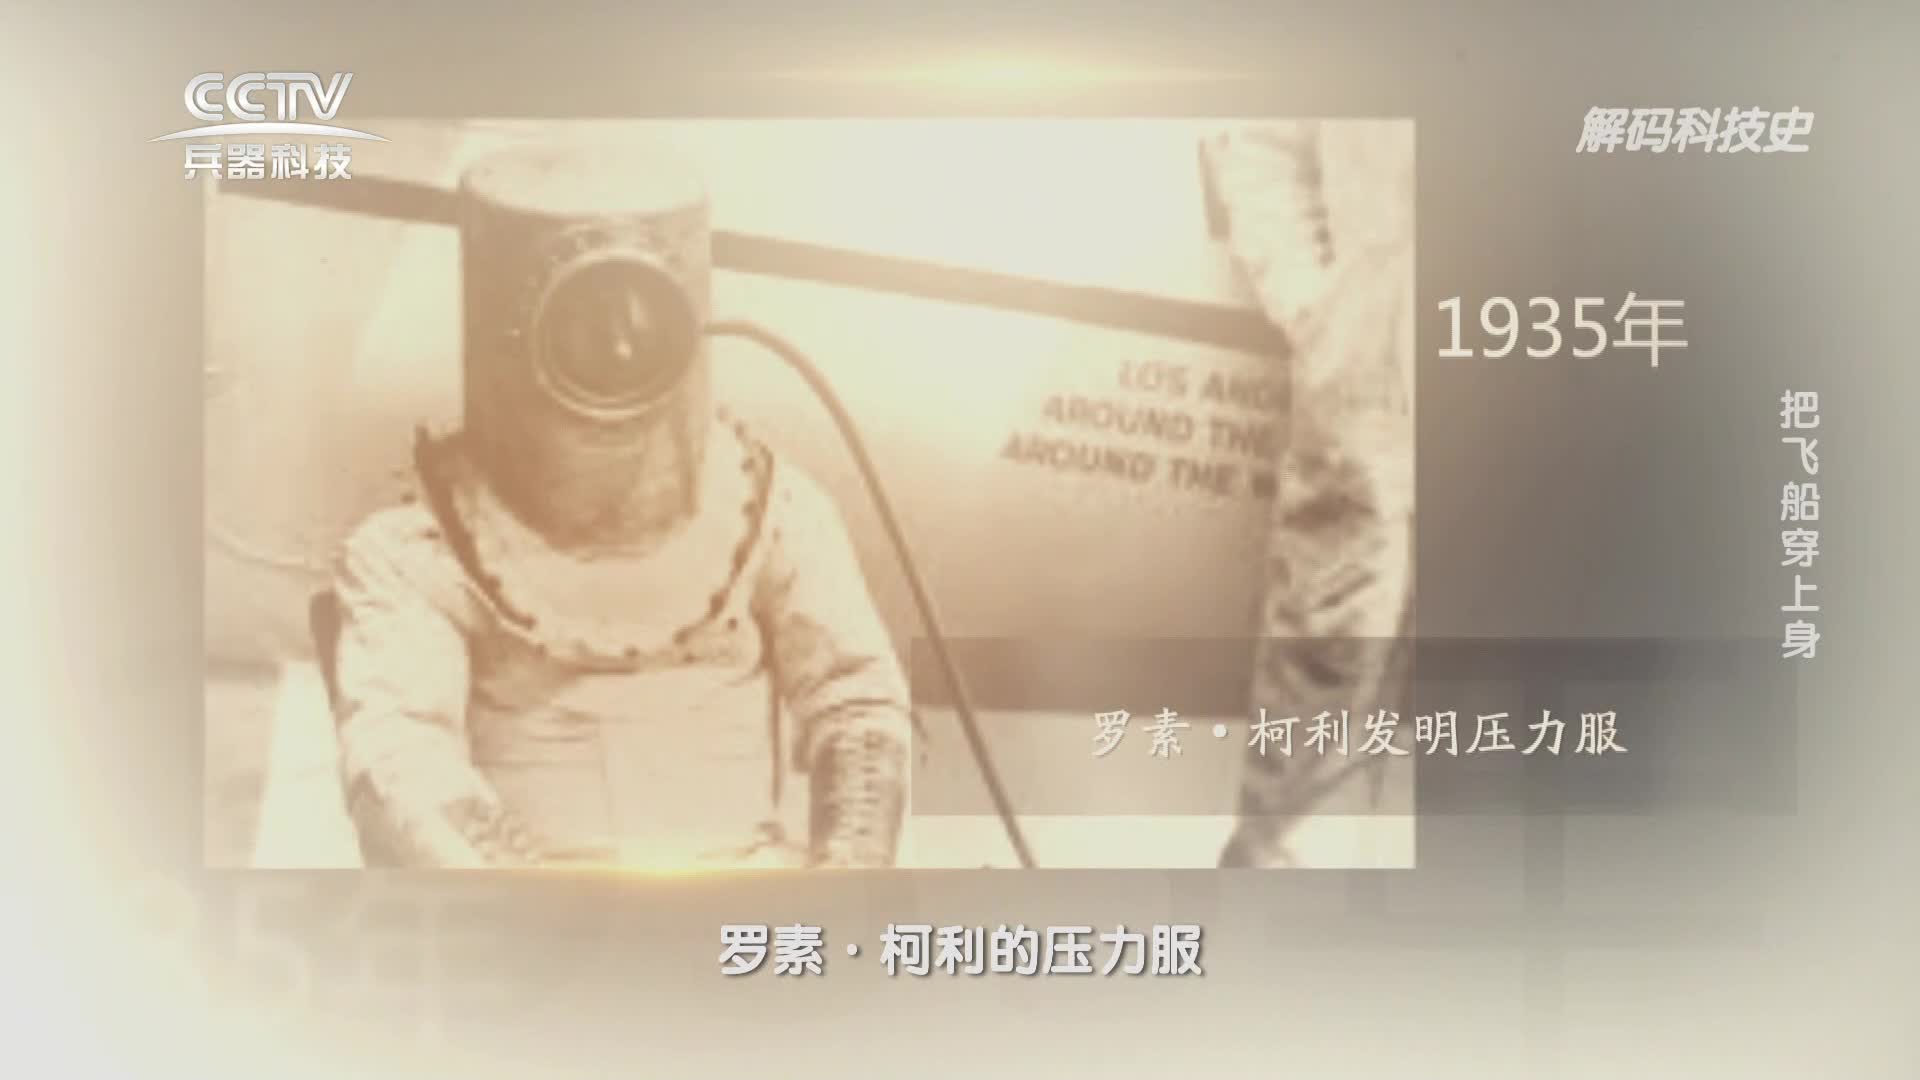 CCTV
兵器科技
解码科技史
1935年
把飞船穿上身
LOS ANG
AROUND THE
AROUND THE W
罗素·柯利发明压力服
罗素·柯利的压力服